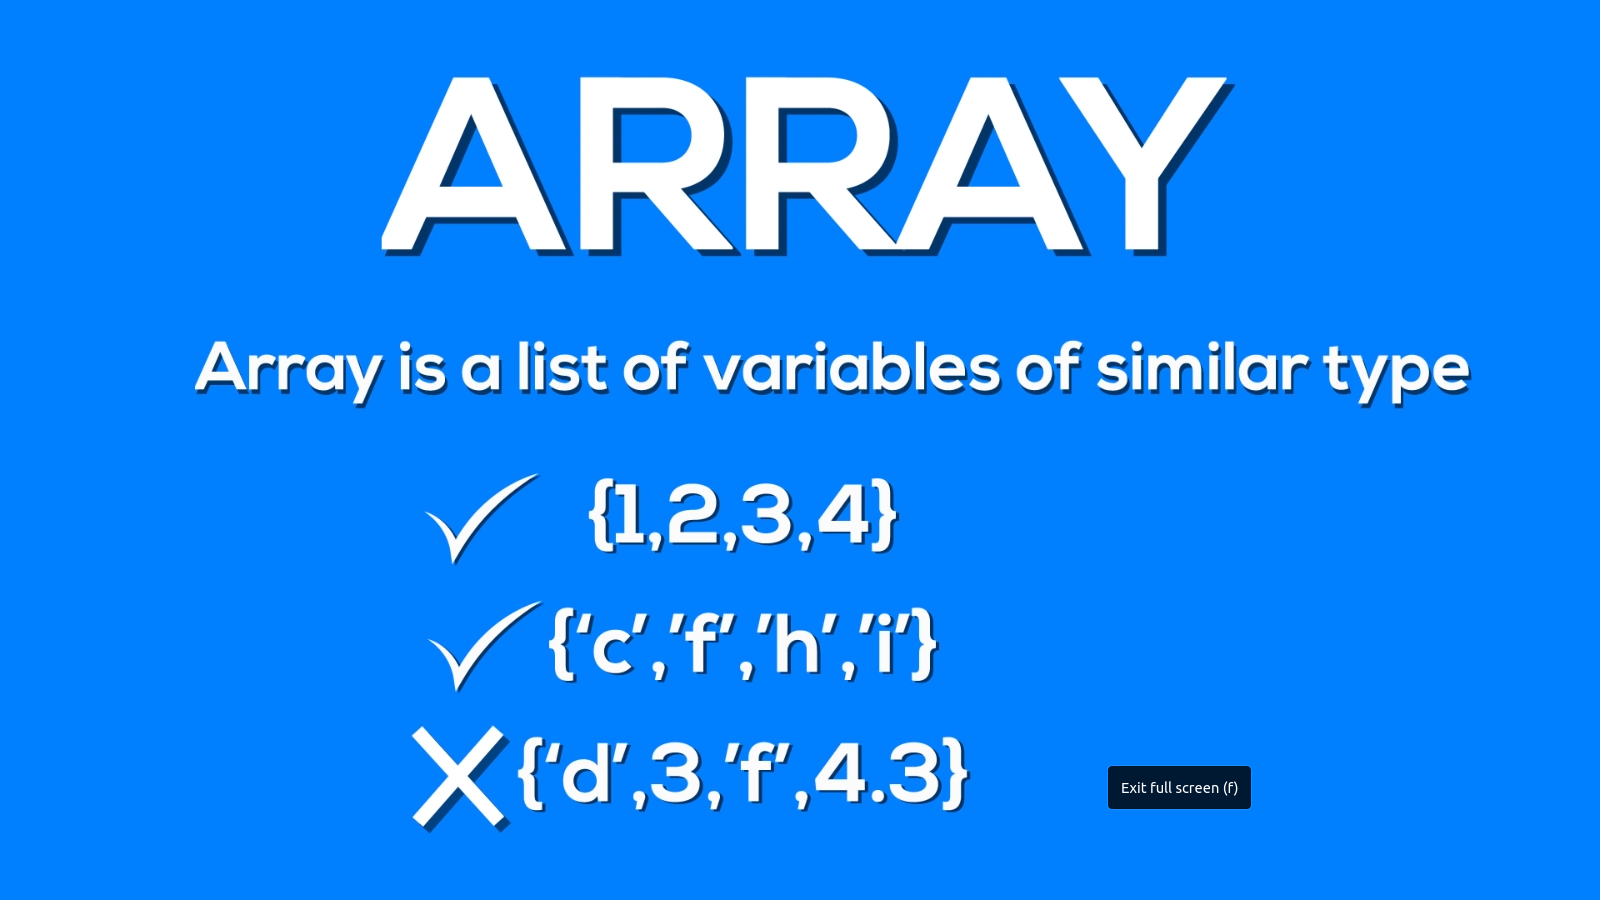 ARRAY
Array is a list of variables of similar type
{1,2,3,4}
{‘c’,’f’,’h’,’i’}
{‘d’,3,’f’,4.3}
Exit full screen (f)